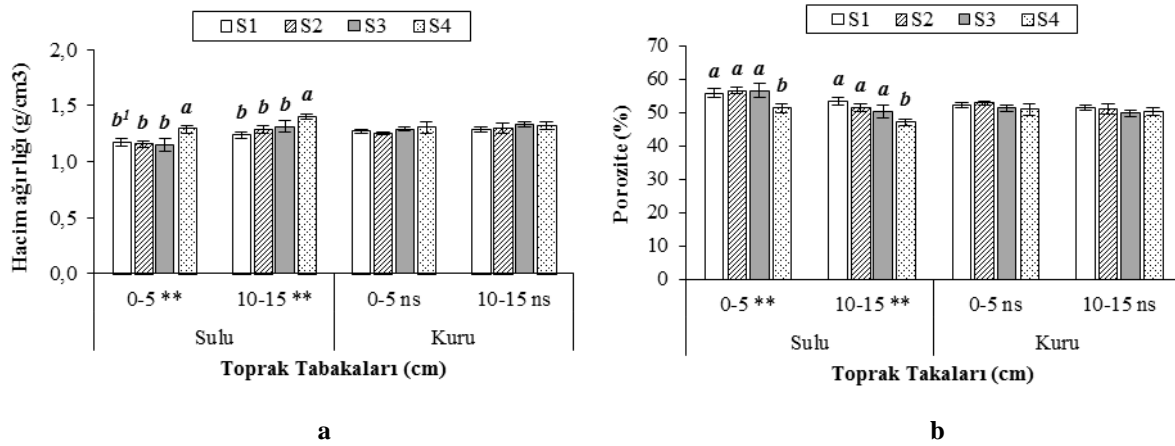 a
S1 S2 S3 S4
Hacim ağırlığı (g/cm3)
2,0
1,5
1,0
0,5
0,0
b¹ b b a
b b b a
0-5 ** 10-15 ** 0-5 ns 10-15 ns
Sulu Kuru
Toprak Tabakaları (cm)
a
b
S1 S2 S3 S4
Porozite (%)
70
60
50
40
30
20
10
0
a a a b
a a a b
0-5 ** 10-15 ** 0-5 ns 10-15 ns
Sulu Kuru
Toprak Takaları (cm)
b